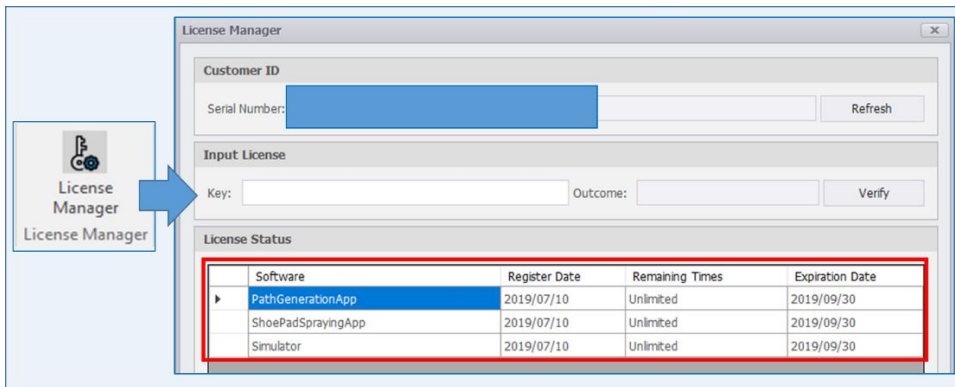 License
Manager
License Manager
License Manager
Customer ID
Serial Number: Refresh
Input License
Key: Outcome: Verify
License Status
Software Register Date Remaining Times Expiration Date
PathGenerationApp 2019/07/10 Unlimited 2019/09/30
ShoePadSprayingApp 2019/07/10 Unlimited 2019/09/30
Simulator 2019/07/10 Unlimited 2019/09/30